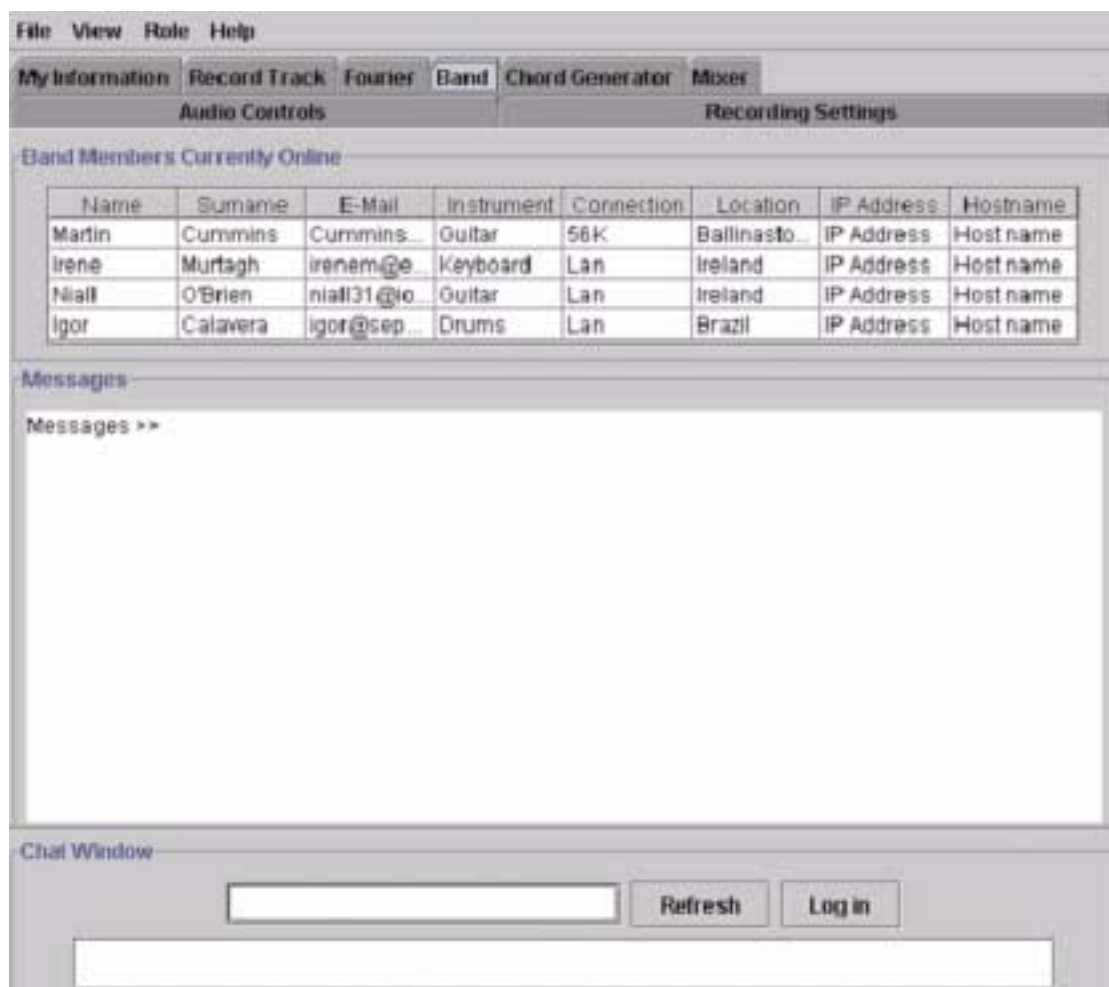 File View Role Help
My Information Record Track Fourier Band Chord Generator Mixer
Audio Controls Recording Settings
Band Members Currently Online
Name Surname E-Mail Instrument Connection Location IP Address Hostname
Martin Cummins Cummins... Guitar 56K Ballinasto... IP Address Host name
Irene Murtagh irenem@e... Keyboard Lan Ireland IP Address Host name
Niall O'Brien niall31@io... Guitar Lan Ireland IP Address Host name
Igor Calavera igor@sep... Drums Lan Brazil IP Address Host name
Messages
Messages >>
Chat Window
Refresh Log in